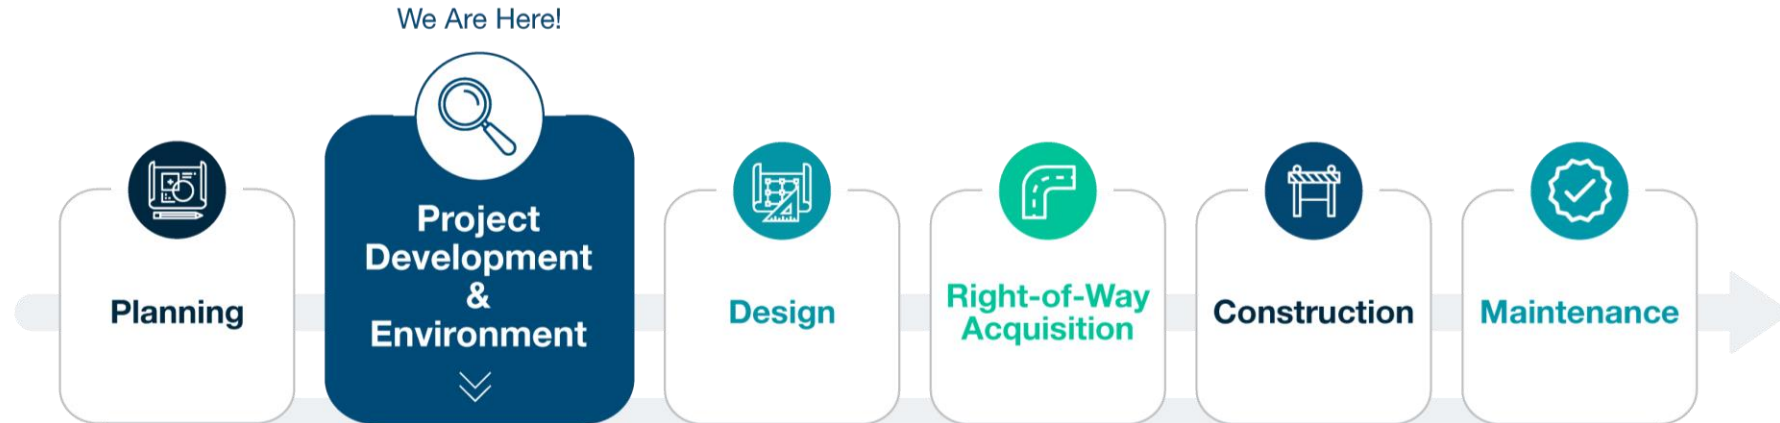 We Are Here!
Planning
Project
Development
&
Environment
Design
Right-of-Way
Acquisition
Construction
Maintenance